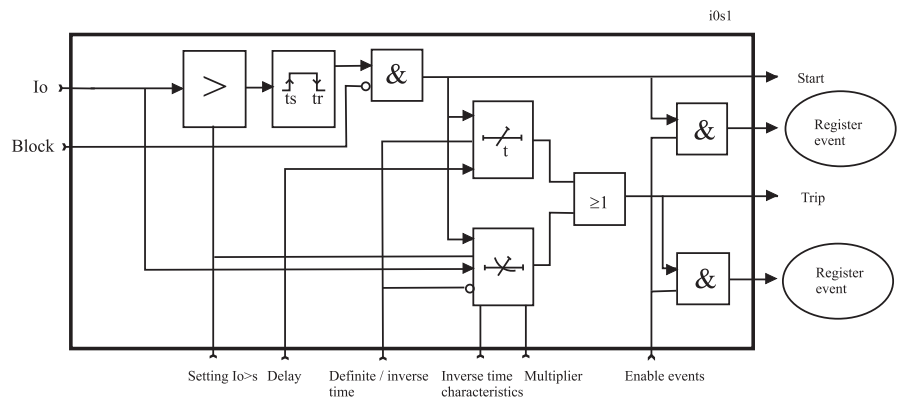 i0s1
Io
>
ts tr
&
Start
Block
t
&
Register
event
≥1
Trip
&
Register
event
Setting Io>s
Delay
Definite / inverse
time
Inverse time
characteristics
Multiplier
Enable events